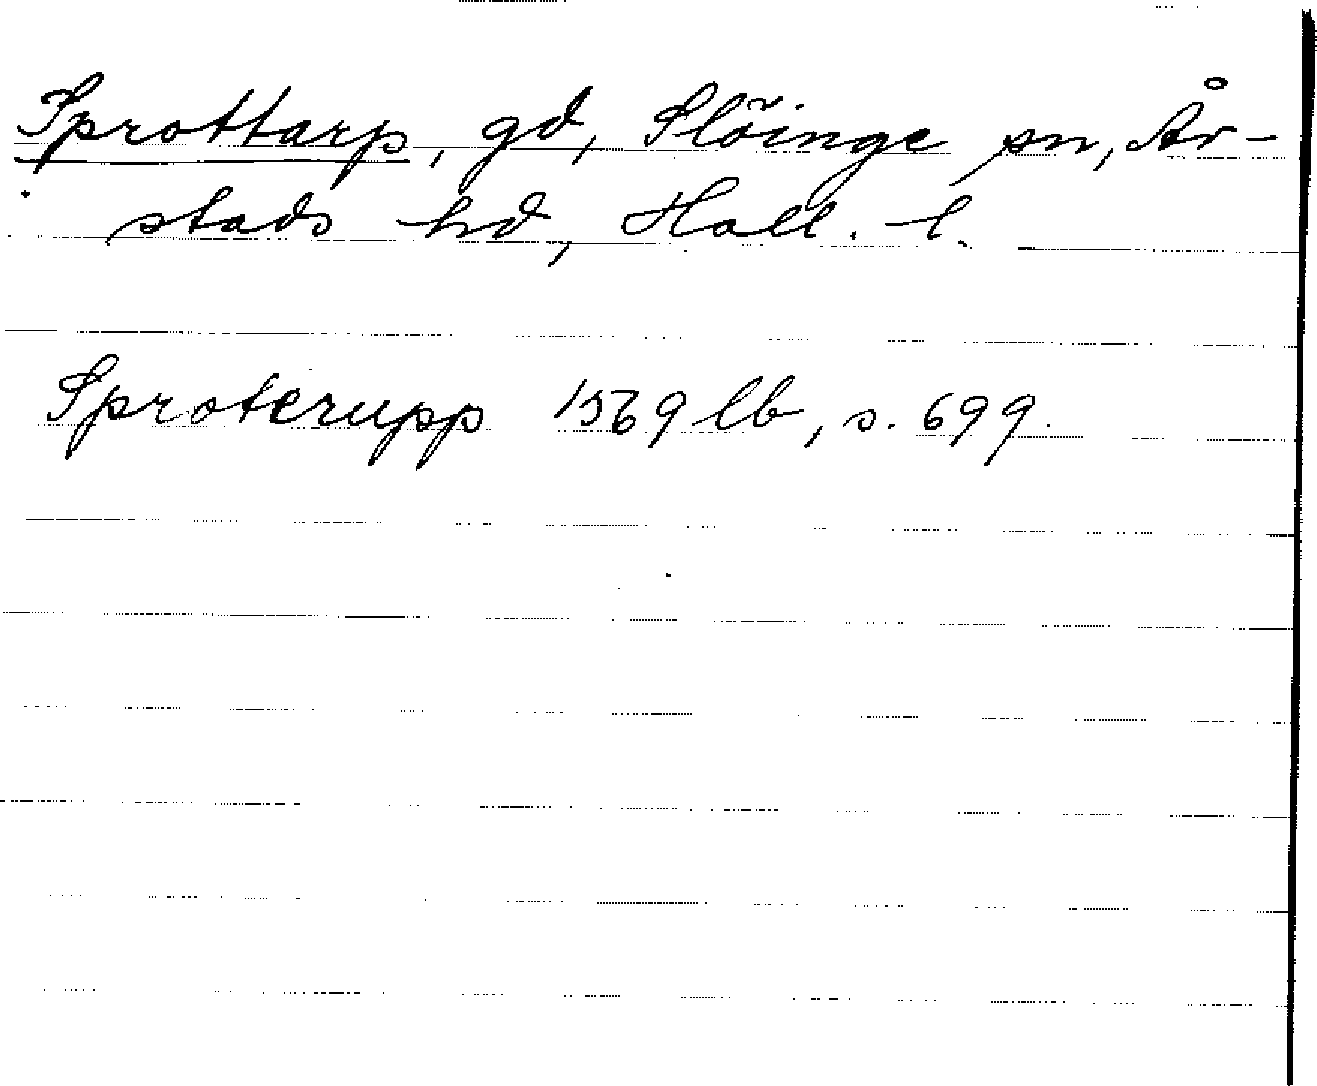 Sprottarp, gd, Slöinge sn, År-
stads hd, Hall. l.
Sproterupp 1569 lb, s. 699.